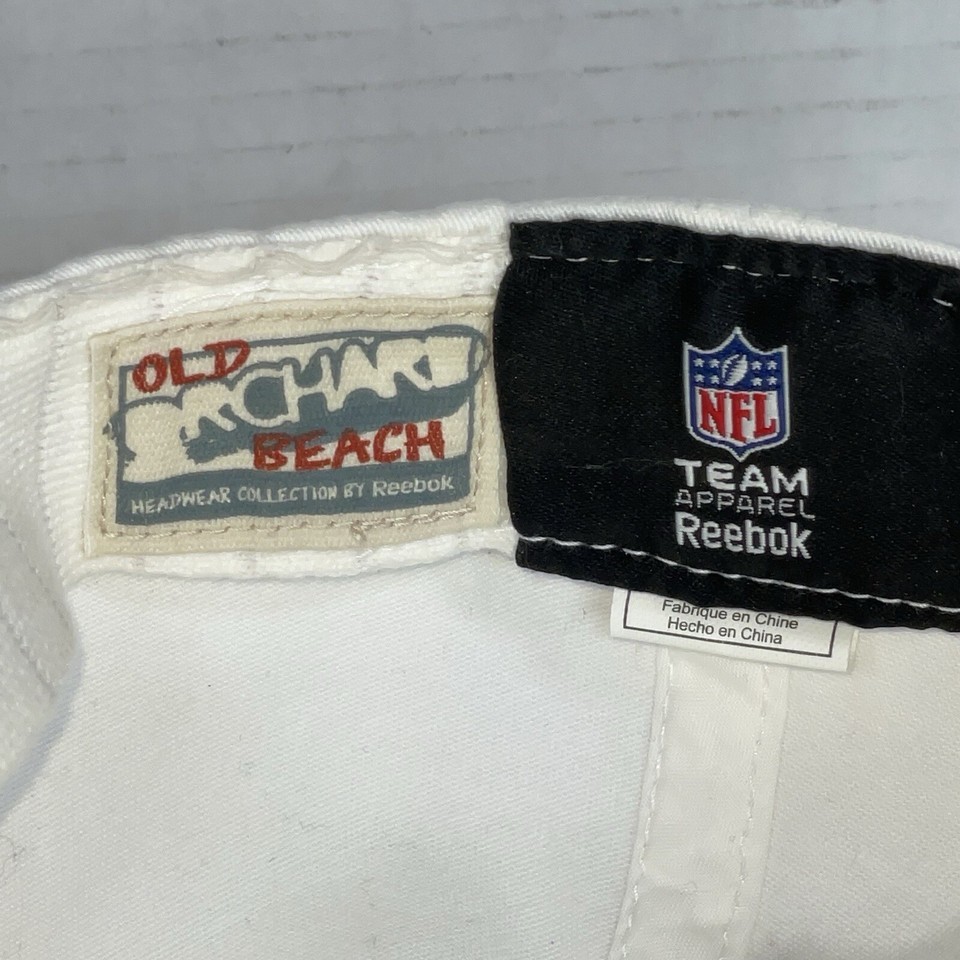 OLD
ORCHARD
BEACH
HEADWEAR COLLECTION BY Reebok
NFL
TEAM
APPAREL
Reebok
Fabriqué en Chine
Hecho en China